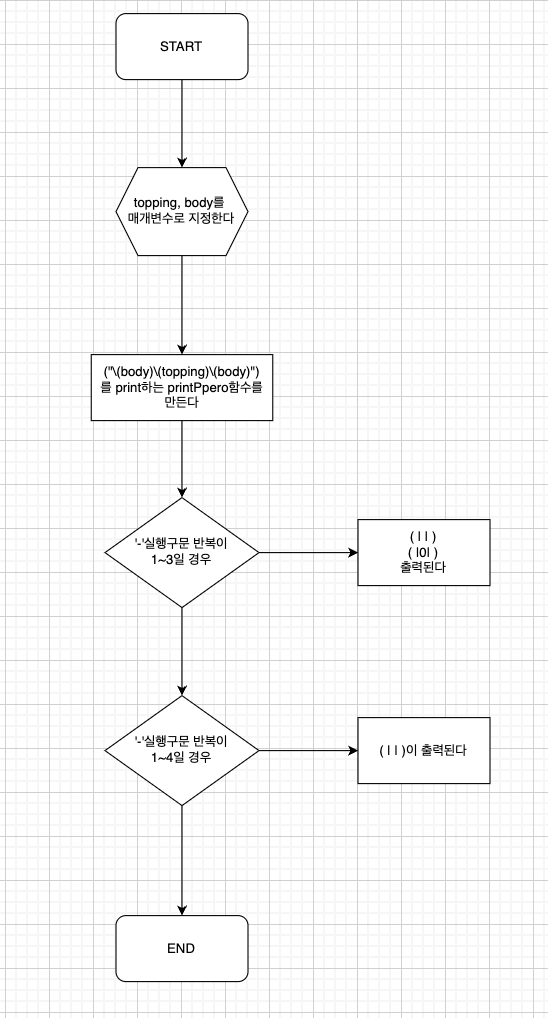 START
topping, body를
매개변수로 지정한다
("\(body)\(topping)\(body)")
를 print하는 printPpero함수를
만든다
'-'실행구문 반복이
1~3일 경우
( l l )
( l0l )
출력된다
'-'실행구문 반복이
1~4일 경우
( l l )이 출력된다
END